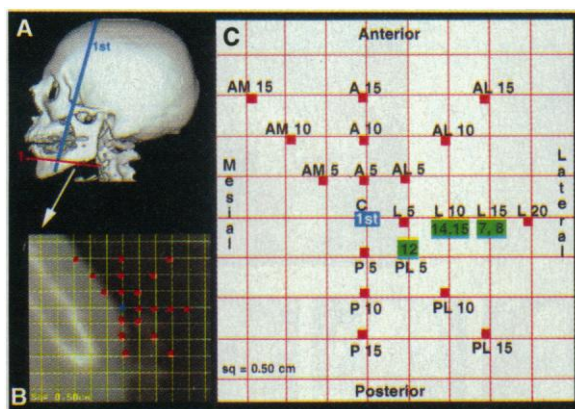 A
1st
1
B
Sq = 0.50cm
C
Anterior
AM 15 A 15 AL 15
AM 10 A 10 AL 10
AM 5 A 5 AL 5
Mesial
Lateral
C L 5 L 10 L 15 L 20
1st 14.15 7, 8
12
P 5 PL 5
P 10 PL 10
P 15 PL 15
sq = 0.50 cm
Posterior